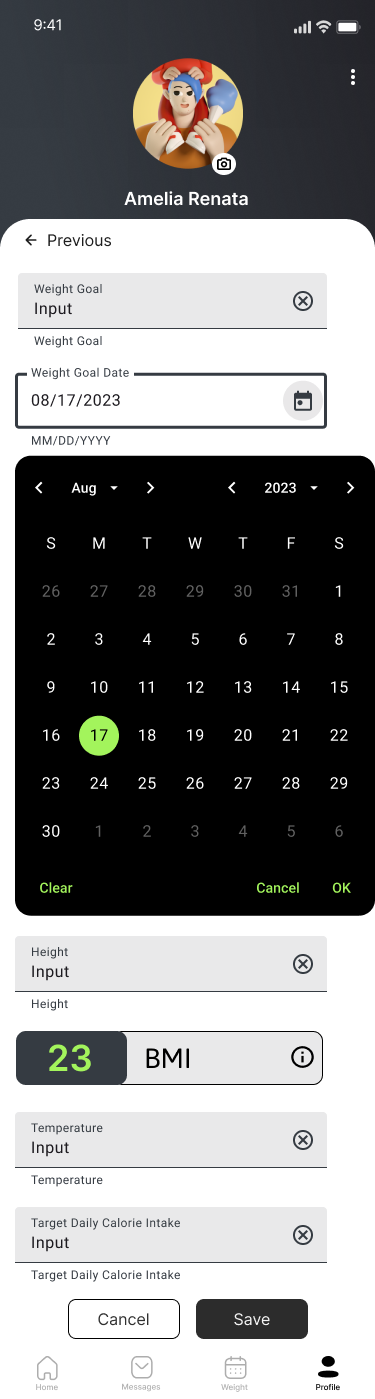 9:41
Amelia Renata
Previous
Weight Goal
Input
Weight Goal
Weight Goal Date
08/17/2023
MM/DD/YYYY
Aug 2023
S M T W T F S
26 27 28 29 30 31 1
2 3 4 5 6 7 8
9 10 11 12 13 14 15
16 17 18 19 20 21 22
23 24 25 26 27 28 29
30 1 2 3 4 5 6
Clear Cancel OK
Height
Input
Height
23 BMI
Temperature
Input
Temperature
Target Daily Calorie Intake
Input
Target Daily Calorie Intake
Cancel Save
Home Messages Weight Profile